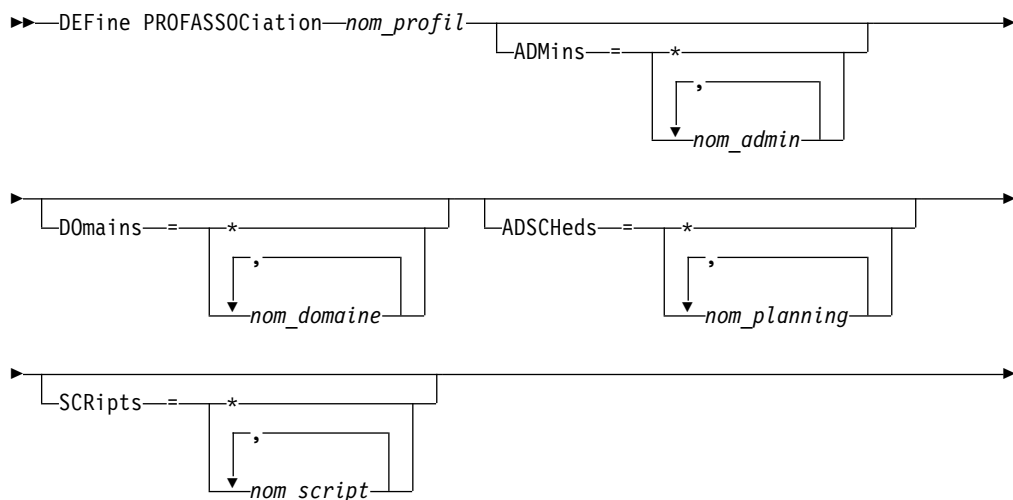 DEFine PROFASSOCiation nom_profil
ADMins = *
,
nom_admin
DOmains = * ADSCHeds = *
, ,
nom_domaine nom_planning
SCRipts = *
,
nom_script